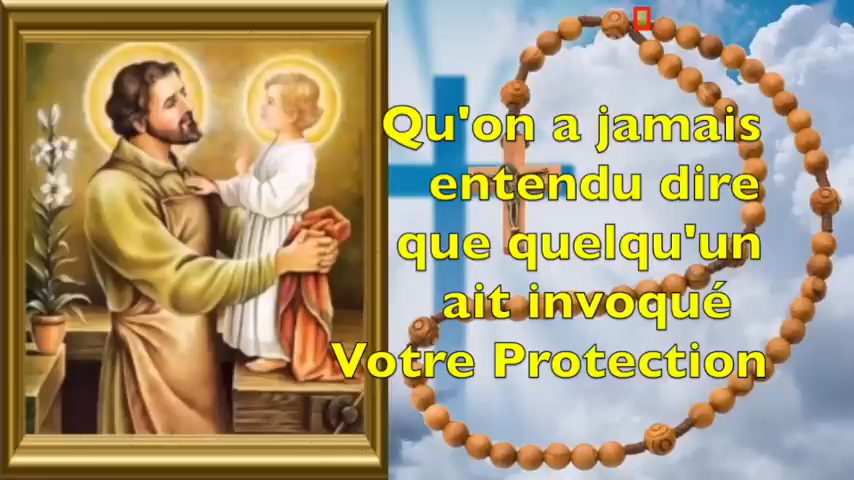 Qu'on a jamais
entendu dire
que quelqu'un
ait invoqué
Votre Protection